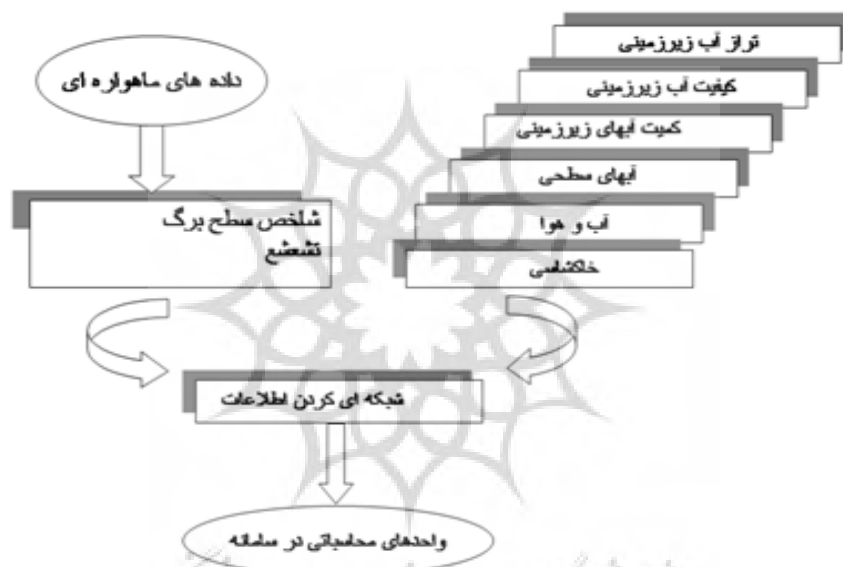 تراز آب زیرزمینی
کیفیت آب زیرزمینی
کمیت آبهای زیرزمینی
آبهای سطحی
آب و هوا
خاکشاسی
داده های ماهواره ای
شاخص سطح برگ
تشعشع
شبکه ای کردن اطلاعات
واحدهای محاسباتی در سامانه